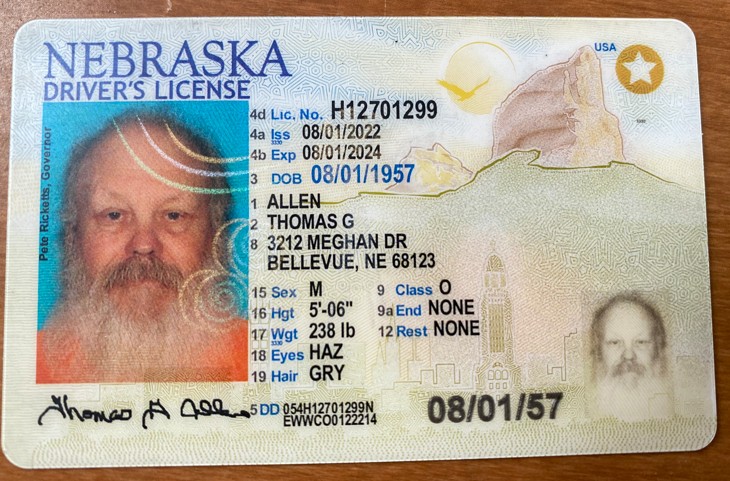 NEBRASKA
USA
DRIVER'S LICENSE
4d Lic. No. H12701299
4a Iss 08/01/2022
4b Exp 08/01/2024
3 DOB 08/01/1957
1 ALLEN
2 THOMAS G
8 3212 MEGHAN DR
BELLEVUE, NE 68123
15 Sex M 9 Class O
16 Hgt 5'-06" 9a End NONE
17 Wgt 238 lb 12 Rest NONE
18 Eyes HAZ
19 Hair GRY
5 DD 054H12701299N
EWWCO0122214
08/01/57
Pete Ricketts, Governor
Thomas G Allen